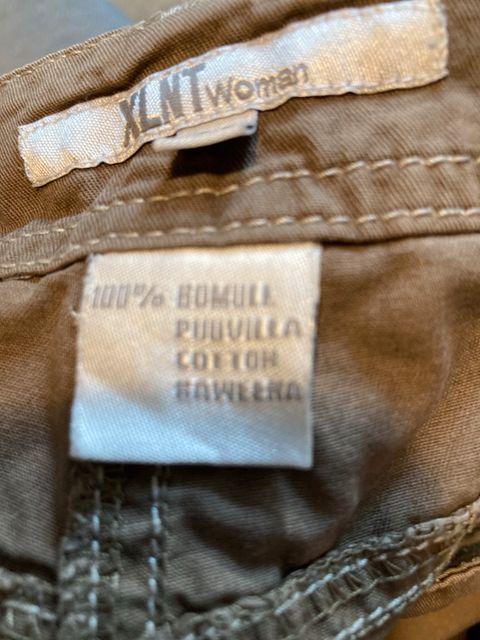 XLNT Woman
100% BOMULL
PUUVILLA
COTTON
BAWEŁNA